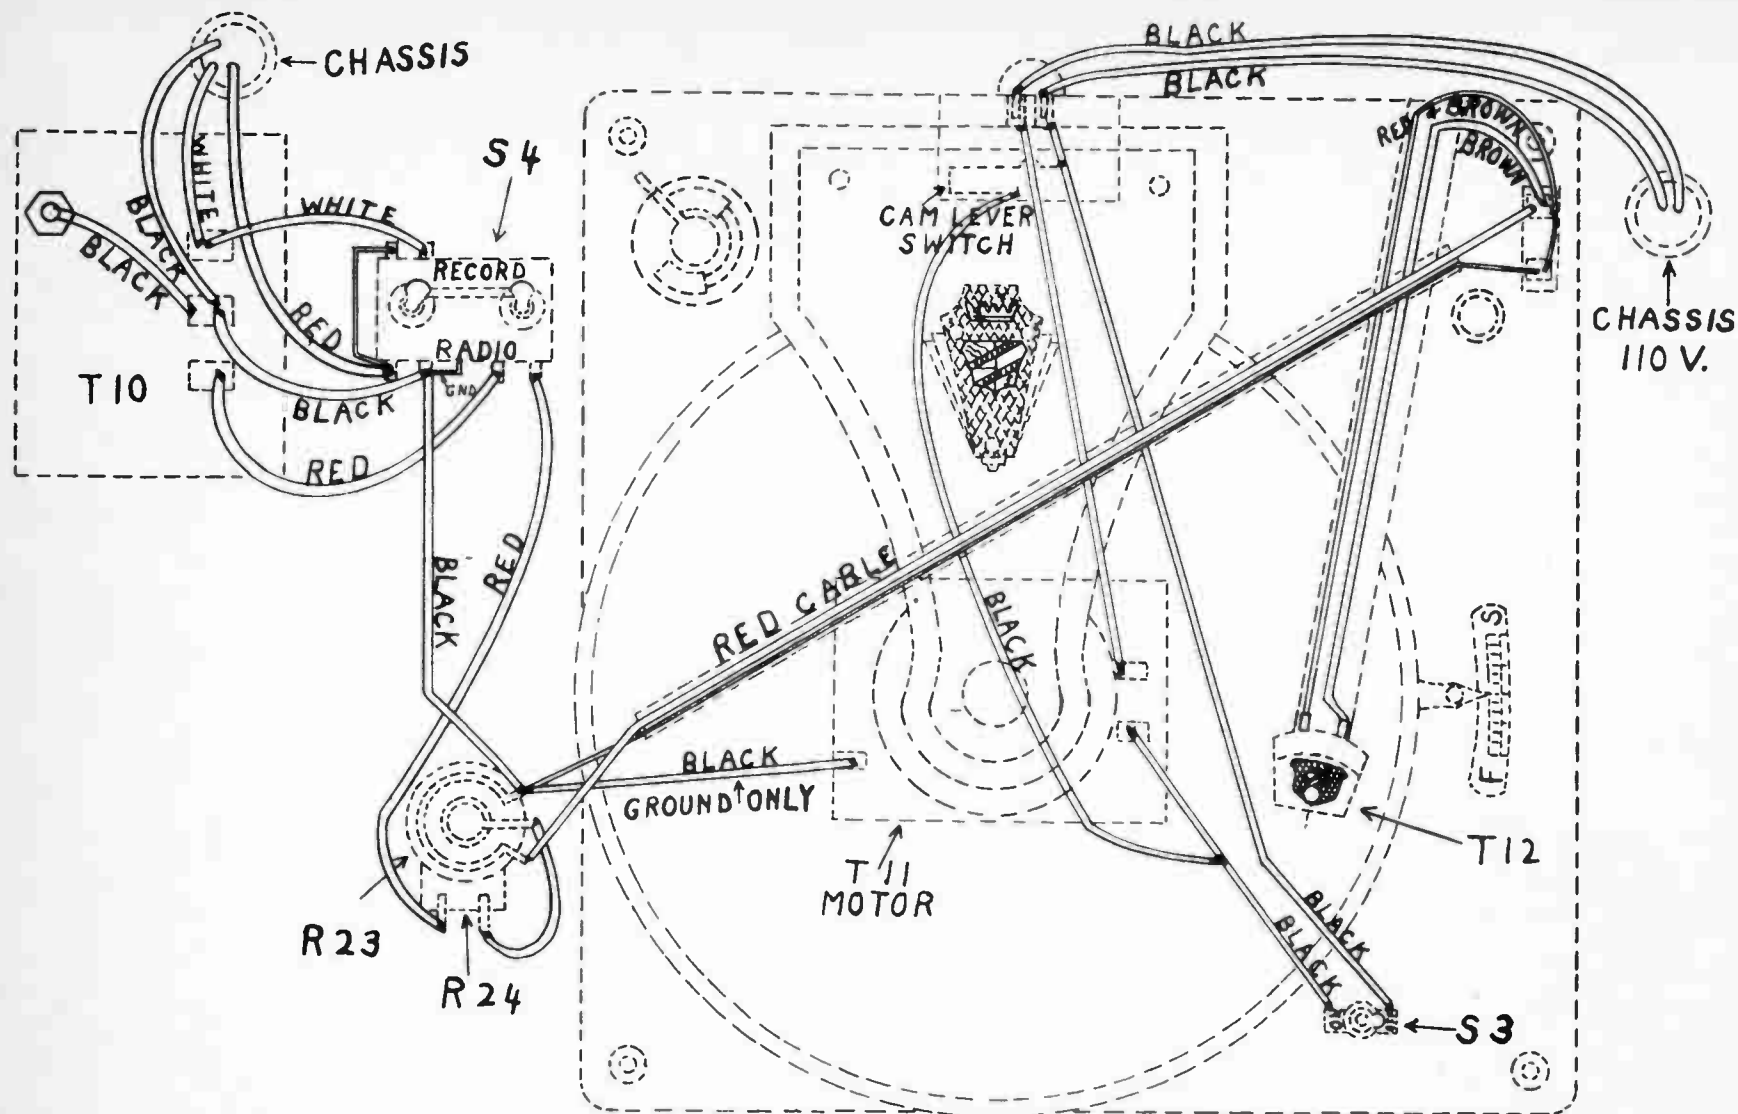 CHASSIS
BLACK
BLACK
S4
WHITE
WHITE
BLACK
BLACK
RED
RECORD
RADIO
GND
T10
BLACK
RED
CAM LEVER
SWITCH
RED & BROWN
BROWN
CHASSIS
110 V.
BLACK
RED
RED CABLE
BLACK
S
F
BLACK
GROUND ONLY
T11
MOTOR
T12
R23
R24
BLACK
BLACK
S3